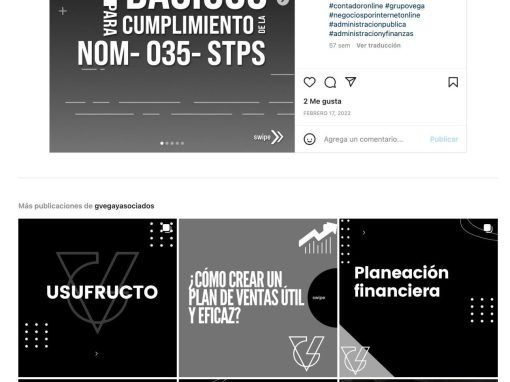 BÁSICOS
PARA
CUMPLIMIENTO
DE LA
NOM- 035- STPS
swipe
#contadoronline #grupovega
#negociosporinternetonline
#administracionpublica
#administracionyfinanzas
57 sem Ver traducción
2 Me gusta
FEBRERO 17, 2022
Agrega un comentario...
Publicar
Más publicaciones de gvegayasociados
USUFRUCTO
¿CÓMO CREAR UN
PLAN DE VENTAS ÚTIL
Y EFICAZ?
swipe
Planeación
financiera